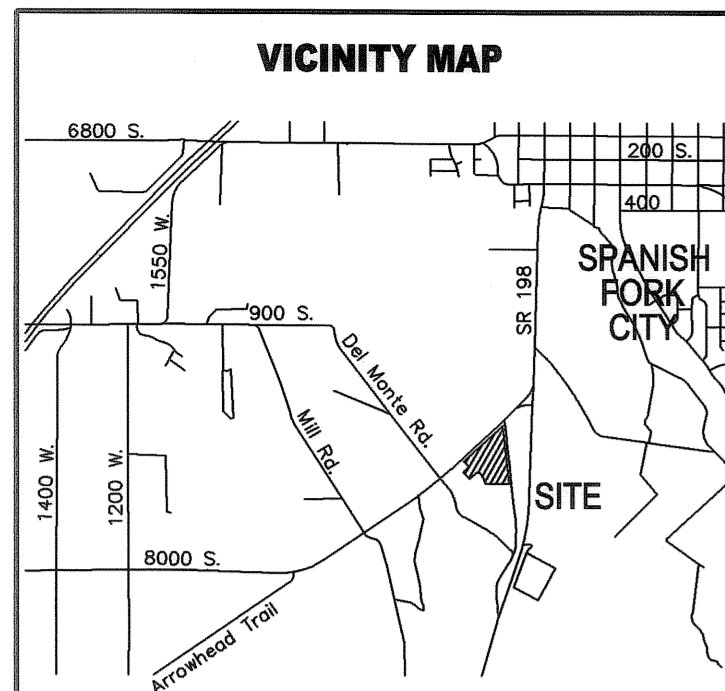 VICINITY MAP
6800 S.
200 S.
400
1550 W.
SR 198
SPANISH
FORK
CITY
900 S.
Del Monte Rd.
Mill Rd.
1400 W.
1200 W.
SITE
8000 S.
Arrowhead Trail